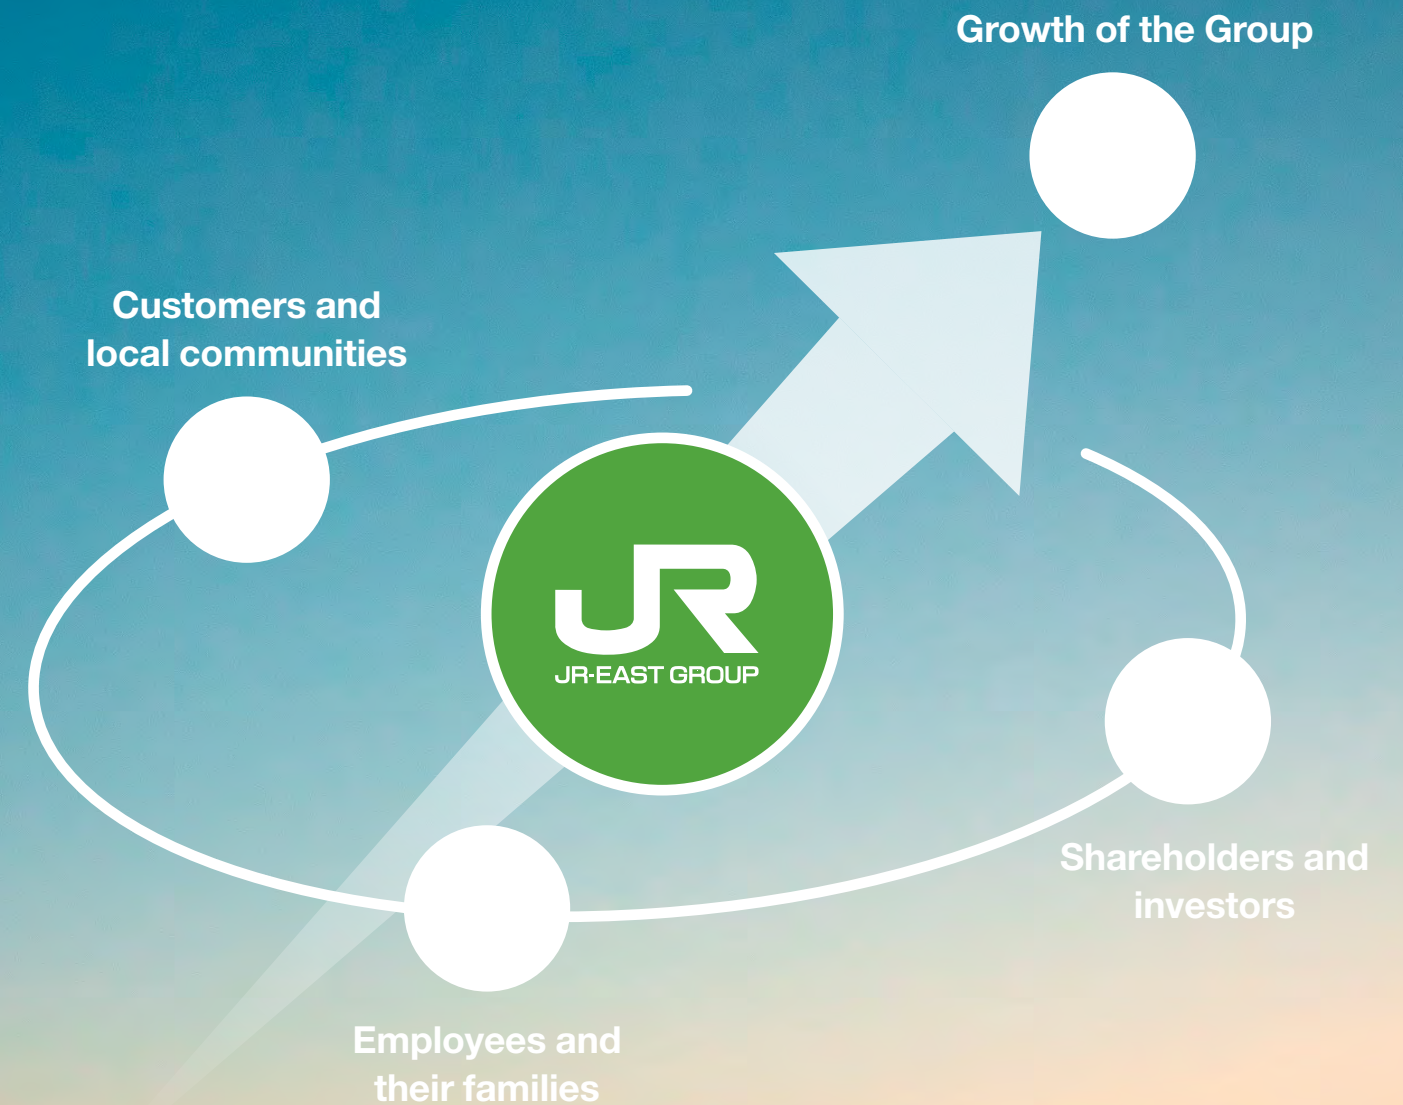 Growth of the Group
Customers and
local communities
JR
JR-EAST GROUP
Shareholders and
investors
Employees and
their families